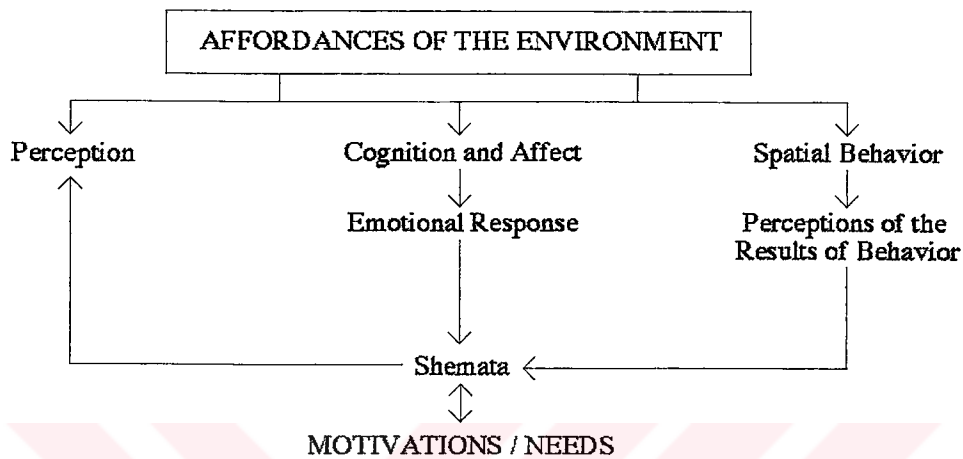 AFFORDANCES OF THE ENVIRONMENT
Perception
Cognition and Affect
Spatial Behavior
Emotional Response
Perceptions of the
Results of Behavior
Shemata
MOTIVATIONS / NEEDS